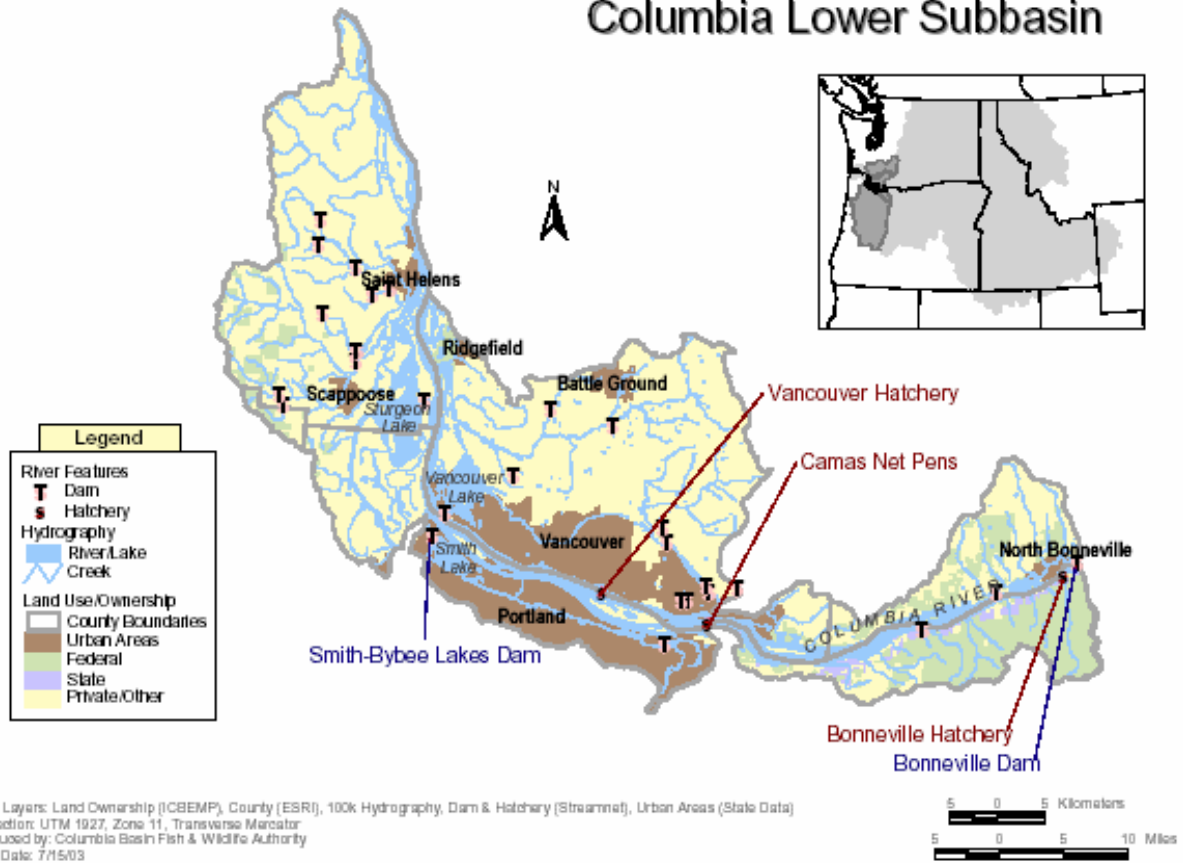 Columbia Lower Subbasin
N
Saint Helens
Ridgefield
Battle Ground
Scappoose
Sturgeon
Lake
Vancouver Hatchery
Camas Net Pens
Vancouver
Lake
Vancouver
North Bonneville
Smith
Lake
Portland
COLUMBIA RIVER
Smith-Bybee Lakes Dam
Bonneville Hatchery
Bonneville Dam
Legend
River Features
T Dam
s Hatchery
Hydrography
River/Lake
Creek
Land Use/Ownership
County Boundaries
Urban Areas
Federal
State
Private/Other
Layers: Land Ownership (ICBEMP), County (ESRI), 100k Hydrography, Dam & Hatchery (Streamnet), Urban Areas (State Data)
ection: UTM 1927, Zone 11, Transverse Mercator
uced by: Columbia Basin Fish & Wildlife Authority
Date: 7/15/03
5 0 5 Kilometers
5 0 5 10 Miles